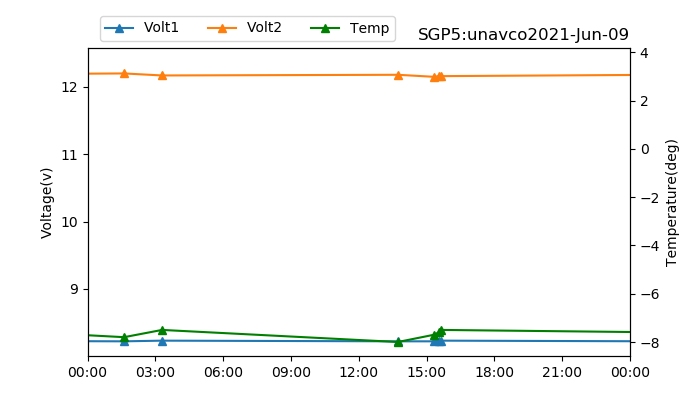 Volt1 Volt2 Temp
SGP5:unavco2021-Jun-09
Voltage(v)
12
11
10
9
Temperature(deg)
4
2
0
−2
−4
−6
−8
00:00 03:00 06:00 09:00 12:00 15:00 18:00 21:00 00:00